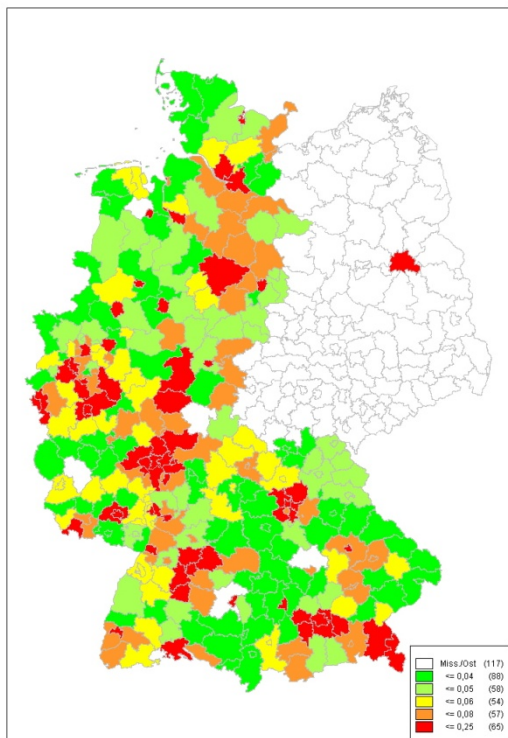 Miss./Ost (117)
<= 0,04 (88)
<= 0,05 (58)
<= 0,06 (54)
<= 0,08 (57)
<= 0,25 (65)